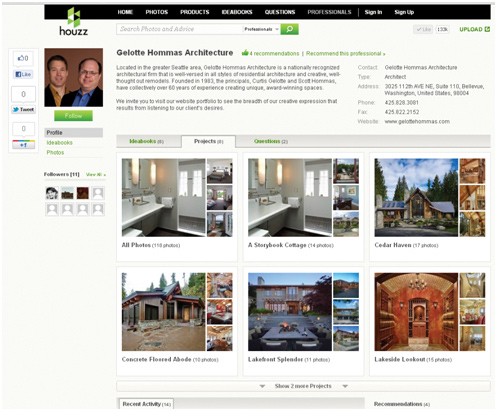 HOME PHOTOS PRODUCTS IDEABOOKS QUESTIONS PROFESSIONALS Sign In Sign Up
houzz
Search Photos and Advice Professionals Like 133k UPLOAD
Gelotte Hommas Architecture 4 recommendations | Recommend this professional »
Located in the greater Seattle area, Gelotte Hommas Architecture is a nationally recognized
architectural firm that is well-versed in all styles of residential architecture and creative, well-
thought out remodels. Founded in 1983, the principals, Curtis Gelotte and Scott Hommas,
have collectively over 60 years of experience creating unique, award-winning spaces.
We invite you to visit our website portfolio to see the breadth of our creative expression that
results from listening to our client's desires.
Contact: Gelotte Hommas Architecture
Type: Architect
Address: 3025 112th AVE NE, Suite 110, Bellevue,
Washington, United States, 98004
Phone: 425.828.3081
Fax: 425.822.2152
Website: www.gelottehommas.com
0
Like
0
Tweet
0
+1
Follow
Profile
Ideabooks
Photos
Followers [11] See All »
Ideabooks (6) Projects (8) Questions (2)
All Photos (110 photos)
A Storybook Cottage (14 photos)
Cedar Haven (17 photos)
Concrete Floored Abode (10 photos)
Lakefront Splendor (11 photos)
Lakeside Lookout (15 photos)
Show 2 more Projects
Recent Activity (14) Recommendations (4)